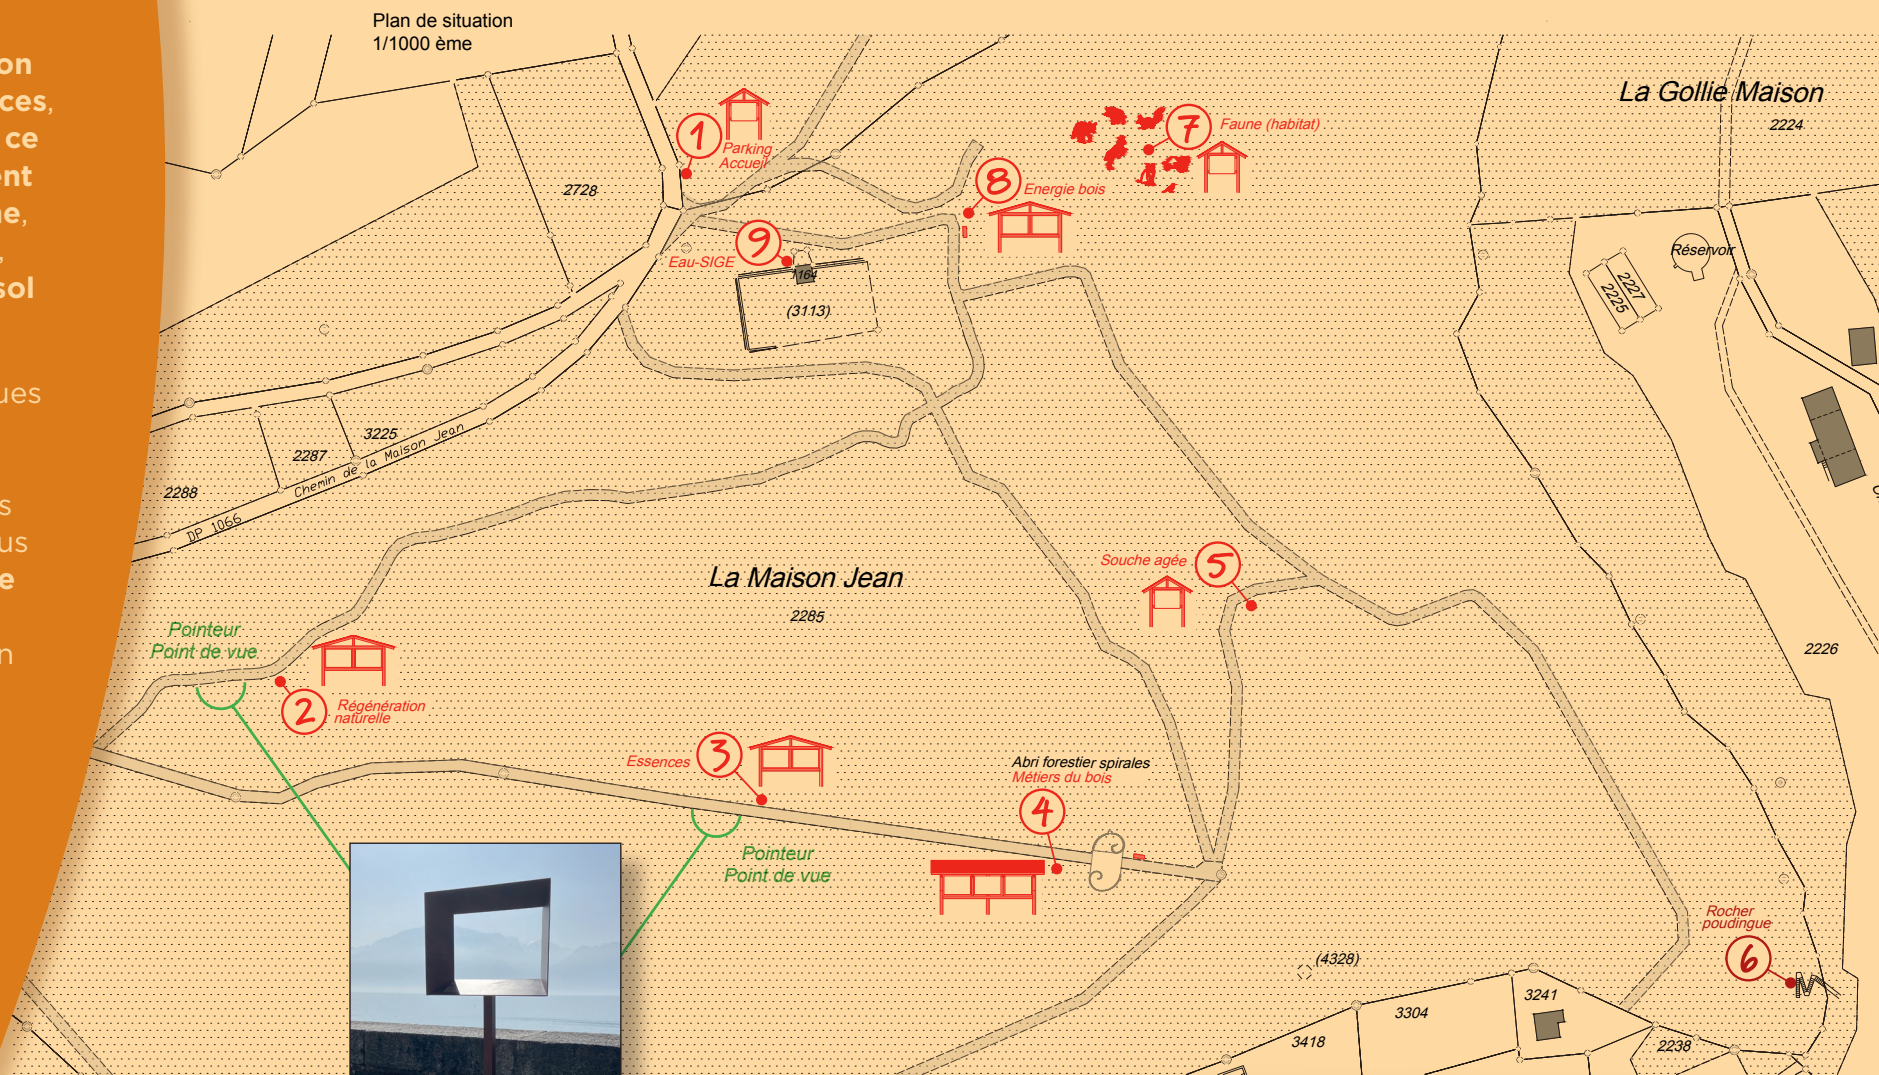 Plan de situation
1/1000 ème
on
ces,
ce
ent
ne,
,
sol
ues
s
us
e
n
La Gollie Maison
2224
1
Parking
Accueil
7
Faune (habitat)
2728
8
Energie bois
9
Eau-SIGE
1164
(3113)
Réservoir
2227
2225
3225
2287
2288
Chemin de la Maison Jean
DP 1066
La Maison Jean
2285
Souche agée
5
2226
Pointeur
Point de vue
2
Régénération
naturelle
Essences
3
Abri forestier spirales
Métiers du bois
4
Pointeur
Point de vue
Rocher
poudingue
6
(4328)
3241
3304
3418
2238